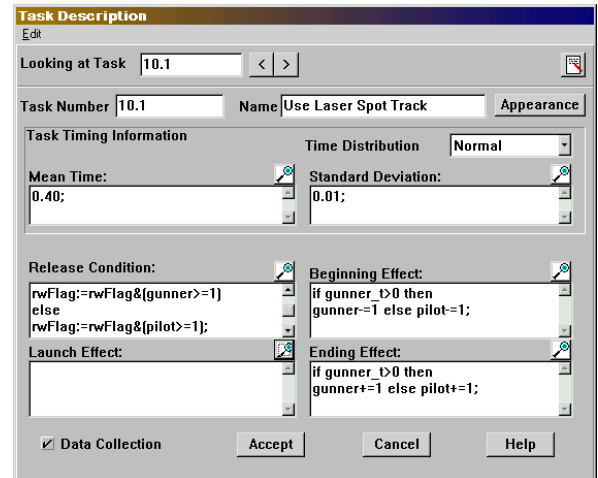 Task Description
Edit
Looking at Task 10.1 < >
Task Number 10.1 Name Use Laser Spot Track Appearance
Task Timing Information
Time Distribution Normal
Mean Time: Standard Deviation:
0.40; 0.01;
Release Condition: Beginning Effect:
rwFlag:=rwFlag&(gunner>=1) if gunner_t>0 then
else gunner-=1 else pilot-=1;
rwFlag:=rwFlag&(pilot>=1);
Launch Effect: Ending Effect:
if gunner_t>0 then
gunner+=1 else pilot+=1;
Data Collection Accept Cancel Help